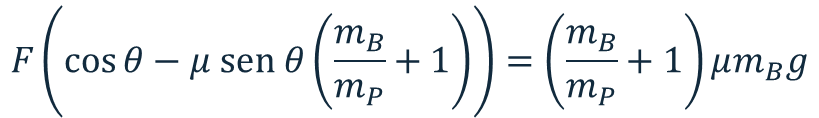 F(cos θ − μ sen θ (m_B/m_P + 1)) = (m_B/m_P + 1) μm_B g